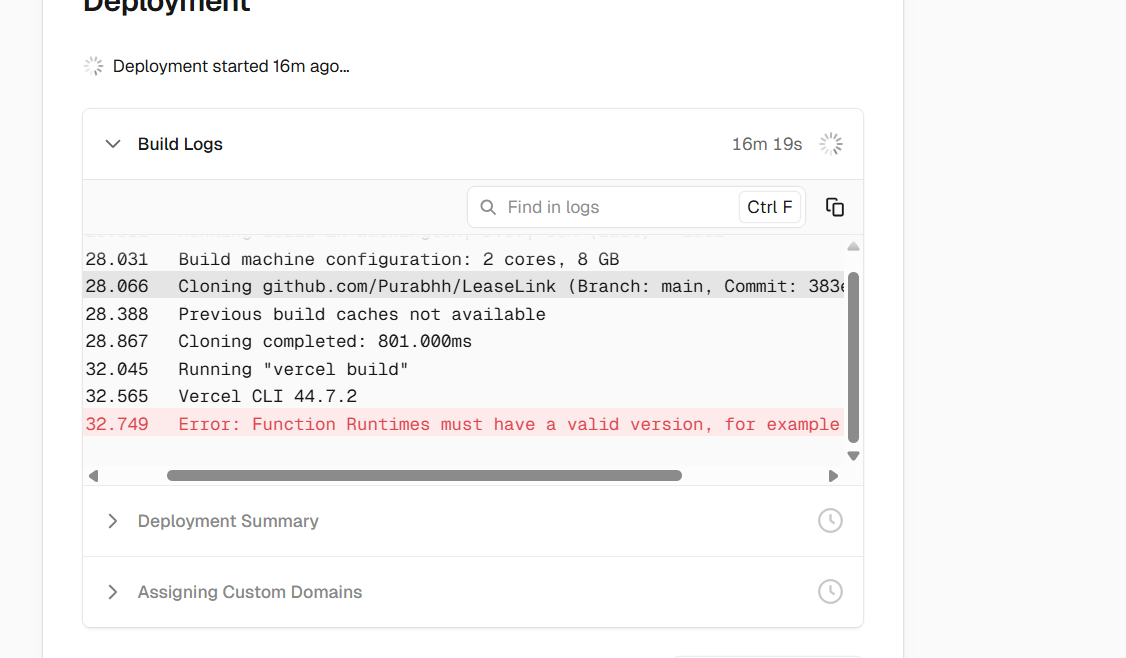 Deployment
Deployment started 16m ago...
Build Logs
16m 19s
Find in logs
Ctrl F
28.031 Build machine configuration: 2 cores, 8 GB
28.066 Cloning github.com/Purabhh/LeaseLink (Branch: main, Commit: 383
28.388 Previous build caches not available
28.867 Cloning completed: 801.000ms
32.045 Running "vercel build"
32.565 Vercel CLI 44.7.2
32.749 Error: Function Runtimes must have a valid version, for example
Deployment Summary
Assigning Custom Domains